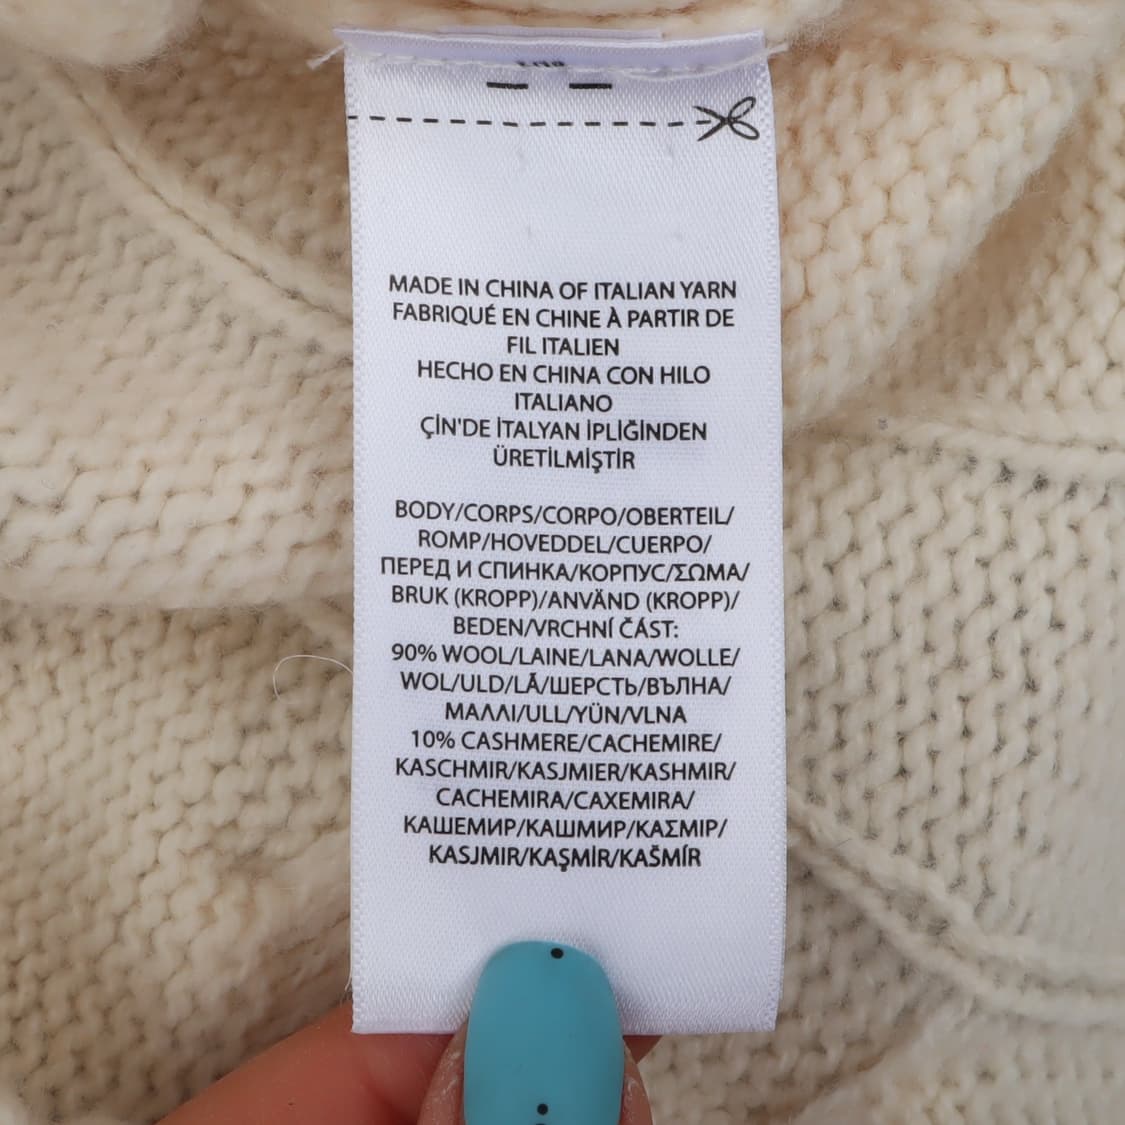 MADE IN CHINA OF ITALIAN YARN
FABRIQUÉ EN CHINE À PARTIR DE
FIL ITALIEN
HECHO EN CHINA CON HILO
ITALIANO
ÇİN'DE İTALYAN İPLİĞİNDEN
ÜRETİLMİŞTİR
BODY/CORPS/CORPO/OBERTEIL/
ROMP/HOVEDDEL/CUERPO/
ПЕРЕД И СПИНКА/КОРПУС/ΣΩΜΑ/
BRUK (KROPP)/ANVÄND (KROPP)/
BEDEN/VRCHNÍ ČÁST:
90% WOOL/LAINE/LANA/WOLLE/
WOL/ULD/LÃ/ШЕРСТЬ/ВЪЛНА/
ΜΑΛΛΙ/ULL/YÜN/VLNA
10% CASHMERE/CACHEMIRE/
KASCHMIR/KASJMIER/KASHMIR/
CACHEMIRA/CAXEMIRA/
КАШЕМИР/КАШМИР/ΚΑΣΜΙΡ/
KASJMIR/KAŞMİR/KAŠMÍR